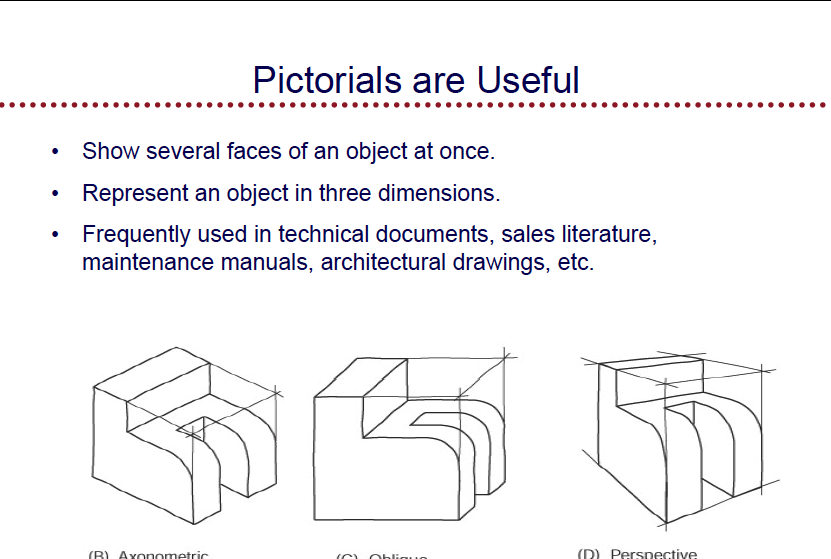 Pictorials are Useful
• Show several faces of an object at once.
• Represent an object in three dimensions.
• Frequently used in technical documents, sales literature,
maintenance manuals, architectural drawings, etc.
(B) Axonometric
(C) Oblique
(D) Perspective